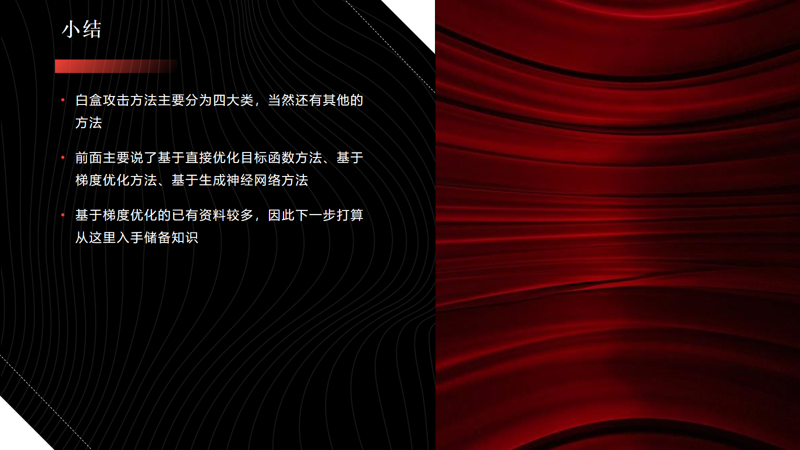 小结
• 白盒攻击方法主要分为四大类，当然还有其他的
方法
• 前面主要说了基于直接优化目标函数方法、基于
梯度优化方法、基于生成神经网络方法
• 基于梯度优化的已有资料较多，因此下一步打算
从这里入手储备知识